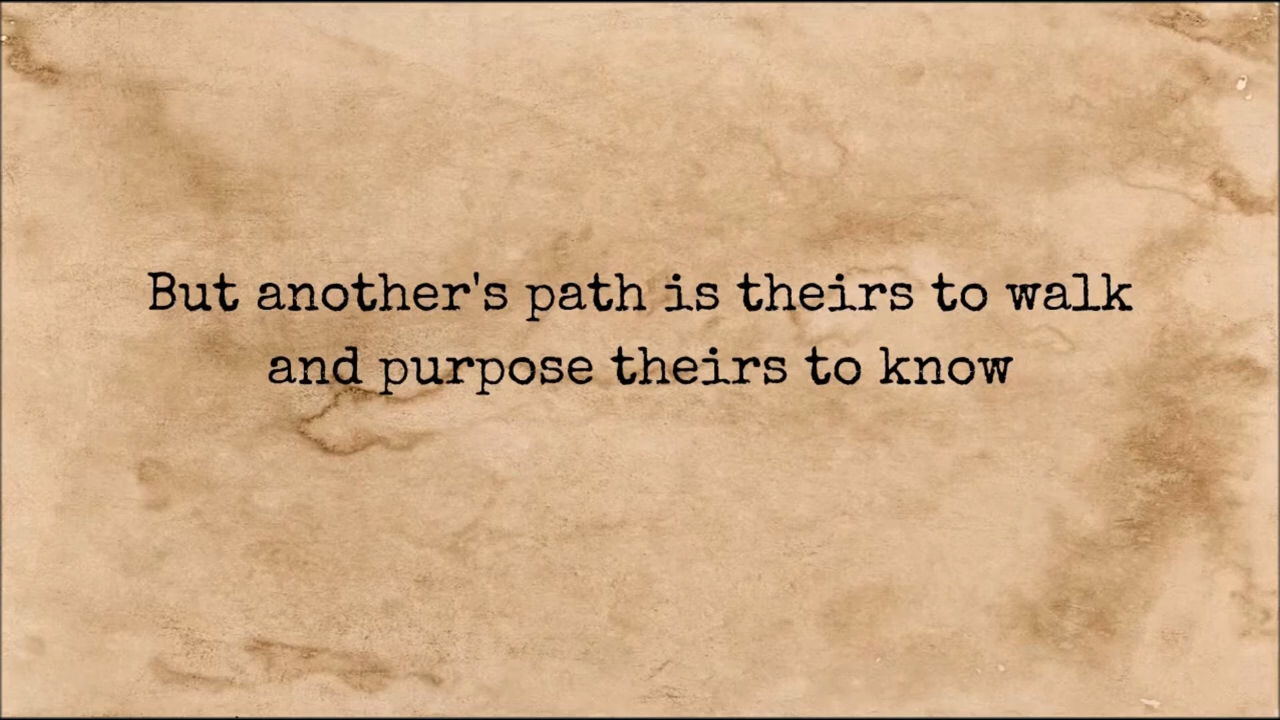 But another's path is theirs to walk
and purpose theirs to know